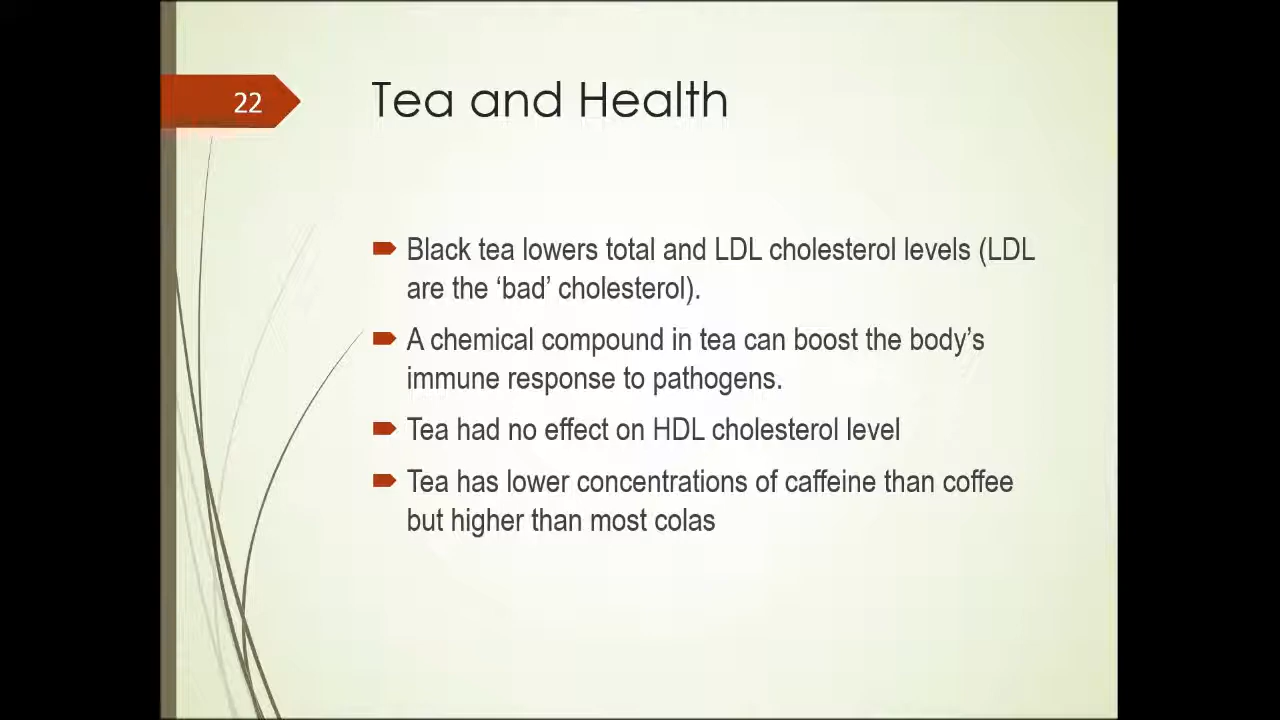 22
Tea and Health
Black tea lowers total and LDL cholesterol levels (LDL
are the ‘bad’ cholesterol).
A chemical compound in tea can boost the body’s
immune response to pathogens.
Tea had no effect on HDL cholesterol level
Tea has lower concentrations of caffeine than coffee
but higher than most colas